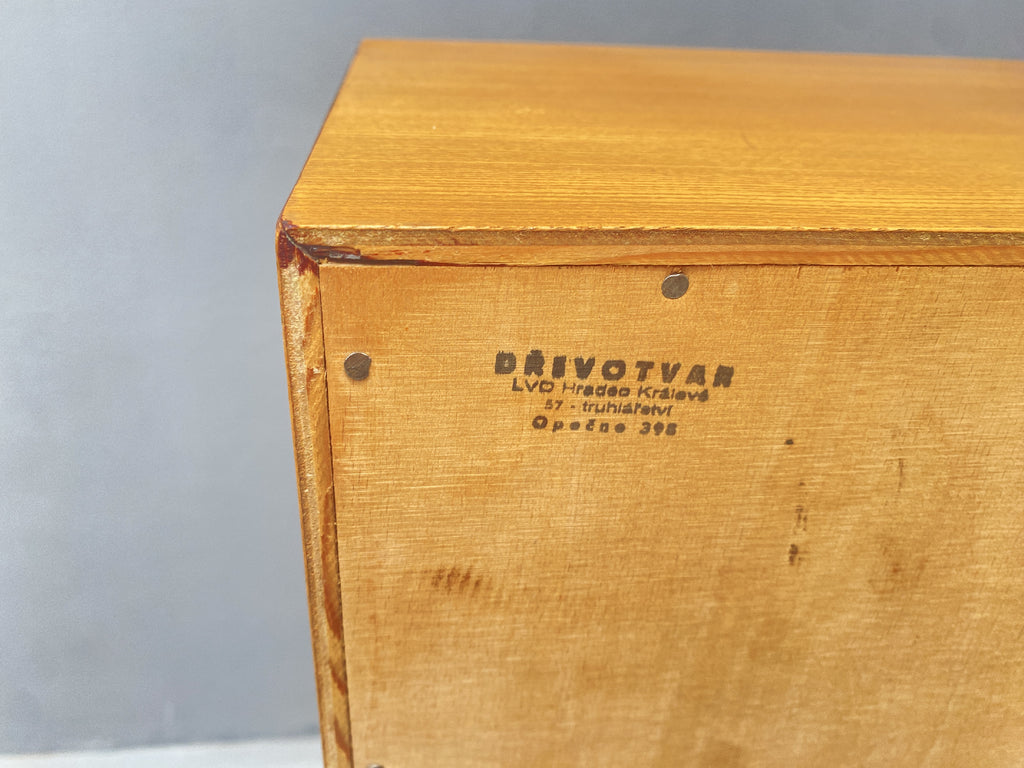 DŘEVOTVAR
LVD Hradec Králové
57 - truhlářství
Opočno 398